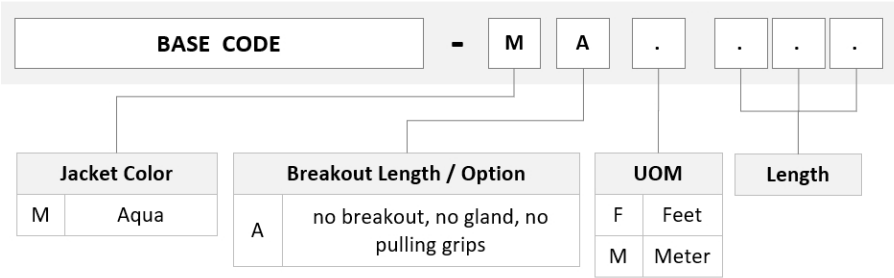 BASE CODE - M A . . . .
Jacket Color
M Aqua
Breakout Length / Option
A no breakout, no gland, no
pulling grips
UOM
F Feet
M Meter
Length